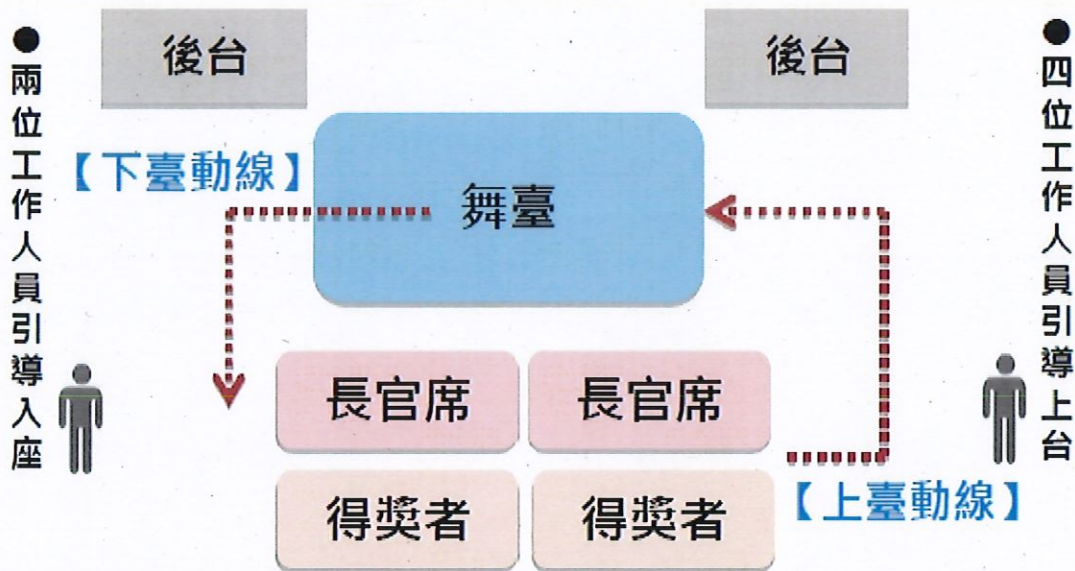 後台
後台
●兩位工作人員引導入座
●四位工作人員引導上台
【下臺動線】
舞臺
長官席
長官席
得獎者
得獎者
【上臺動線】